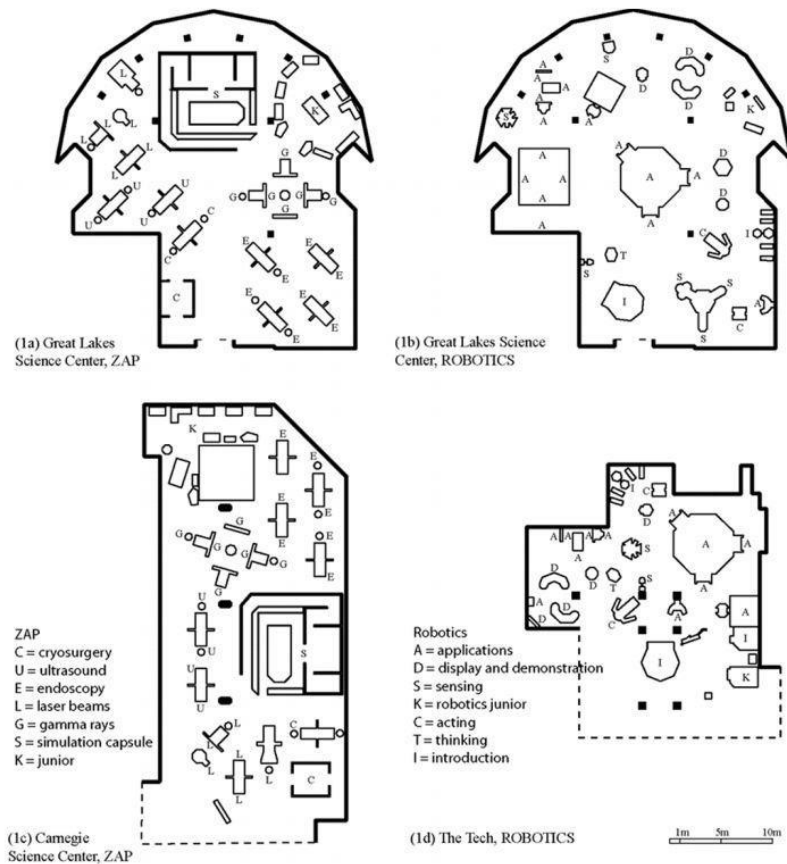 L
S
K
L
L
L
G
L
U
U
G G G G
C
G
U
U
C
E
E
E
E
C
E
E
E
E
(1a) Great Lakes
Science Center, ZAP
S
A
D
D
A
A
D
K
S
A
A
A
A
D
A A
A
A
D
A
A
C
I
T
S
S
I
A
C
S
S
(1b) Great Lakes Science
Center, ROBOTICS
K
E
E
E
E
G
G G G
G
E
E
U
U
S
U
U
L
C
L
L
L
L
L
C
(1c) Carnegie
Science Center, ZAP
ZAP
C = cryosurgery
U = ultrasound
E = endoscopy
L = laser beams
G = gamma rays
S = simulation capsule
K = junior
I
C
D
A
A
A A A
A
S
A
A
D
D
T
S
A
A
D
C
A
A
I
I
K
Robotics
A = applications
D = display and demonstration
S = sensing
K = robotics junior
C = acting
T = thinking
I = introduction
(1d) The Tech, ROBOTICS
1m 5m 10m